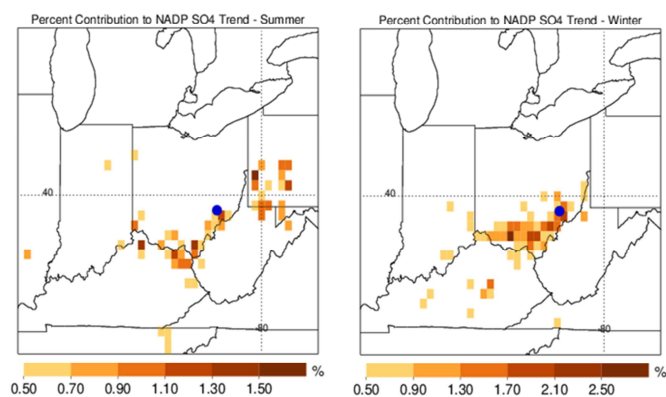 Percent Contribution to NADP SO4 Trend - Summer
40
-80
0.50 0.70 0.90 1.10 1.30 1.50 %
Percent Contribution to NADP SO4 Trend - Winter
40
-80
0.50 0.90 1.30 1.70 2.10 2.50 %